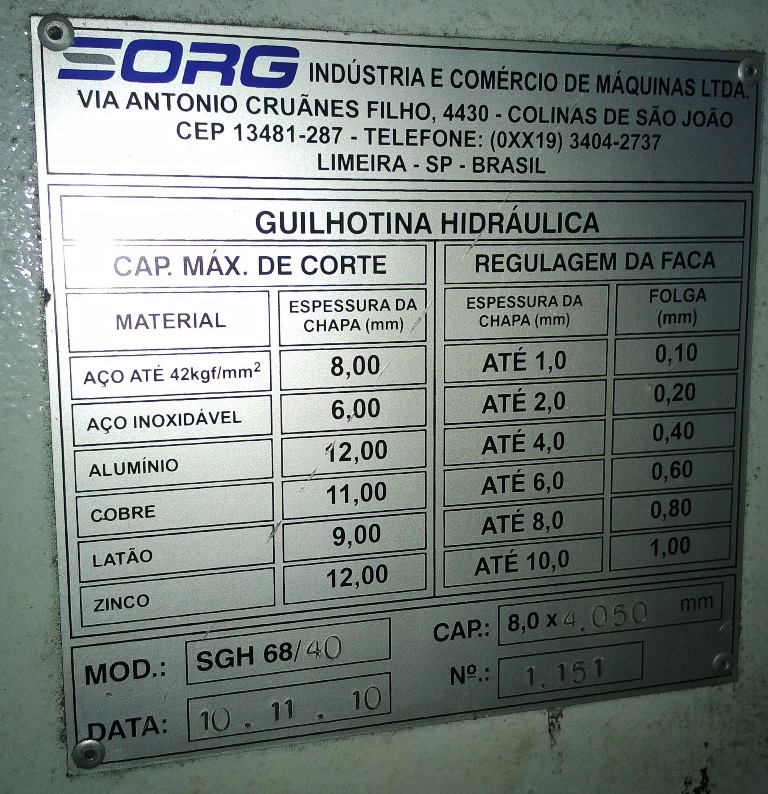 SORG INDÚSTRIA E COMÉRCIO DE MÁQUINAS LTDA.
VIA ANTONIO CRUÃNES FILHO, 4430 - COLINAS DE SÃO JOÃO
CEP 13481-287 - TELEFONE: (0XX19) 3404-2737
LIMEIRA - SP - BRASIL
GUILHOTINA HIDRÁULICA
CAP. MÁX. DE CORTE
MATERIAL ESPESSURA DA CHAPA (mm)
AÇO ATÉ 42kgf/mm² 8,00
AÇO INOXIDÁVEL 6,00
ALUMÍNIO 12,00
COBRE 11,00
LATÃO 9,00
ZINCO 12,00
REGULAGEM DA FACA
ESPESSURA DA CHAPA (mm) FOLGA (mm)
ATÉ 1,0 0,10
ATÉ 2,0 0,20
ATÉ 4,0 0,40
ATÉ 6,0 0,60
ATÉ 8,0 0,80
ATÉ 10,0 1,00
MOD.: SGH 68/40 CAP.: 8,0 x 4.050 mm
DATA: 10.11.10 Nº.: 1.151